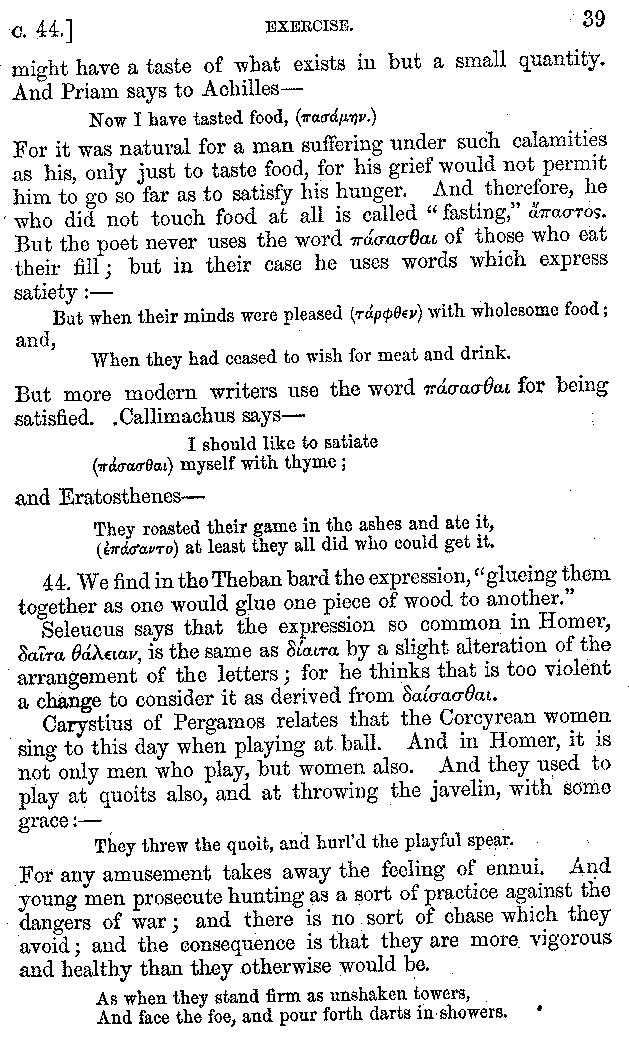 c. 44.] EXERCISE. 39
might have a taste of what exists in but a small quantity.
And Priam says to Achilles—
Now I have tasted food, (πασάμην.)
For it was natural for a man suffering under such calamities
as his, only just to taste food, for his grief would not permit
him to go so far as to satisfy his hunger. And therefore, he
who did not touch food at all is called “fasting,” ἄπαστος.
But the poet never uses the word πάσασθαι of those who eat
their fill; but in their case he uses words which express
satiety:—
But when their minds were pleased (τάρφθεν) with wholesome food;
and,
When they had ceased to wish for meat and drink.
But more modern writers use the word πάσασθαι for being
satisfied. .Callimachus says—
I should like to satiate
(πάσασθαι) myself with thyme;
and Eratosthenes—
They roasted their game in the ashes and ate it,
(ἐπάσαντο) at least they all did who could get it.
44. We find in the Theban bard the expression, “glueing them
together as one would glue one piece of wood to another.”
Seleucus says that the expression so common in Homer,
δαῖτα θάλειαν, is the same as δίαιτα by a slight alteration of the
arrangement of the letters; for he thinks that is too violent
a change to consider it as derived from δαίσασθαι.
Carystius of Pergamos relates that the Corcyrean women
sing to this day when playing at ball. And in Homer, it is
not only men who play, but women also. And they used to
play at quoits also, and at throwing the javelin, with some
grace:—
They threw the quoit, and hurl’d the playful spear.
For any amusement takes away the feeling of ennui. And
young men prosecute hunting as a sort of practice against the
dangers of war; and there is no sort of chase which they
avoid; and the consequence is that they are more vigorous
and healthy than they otherwise would be.
As when they stand firm as unshaken towers,
And face the foe, and pour forth darts in showers.